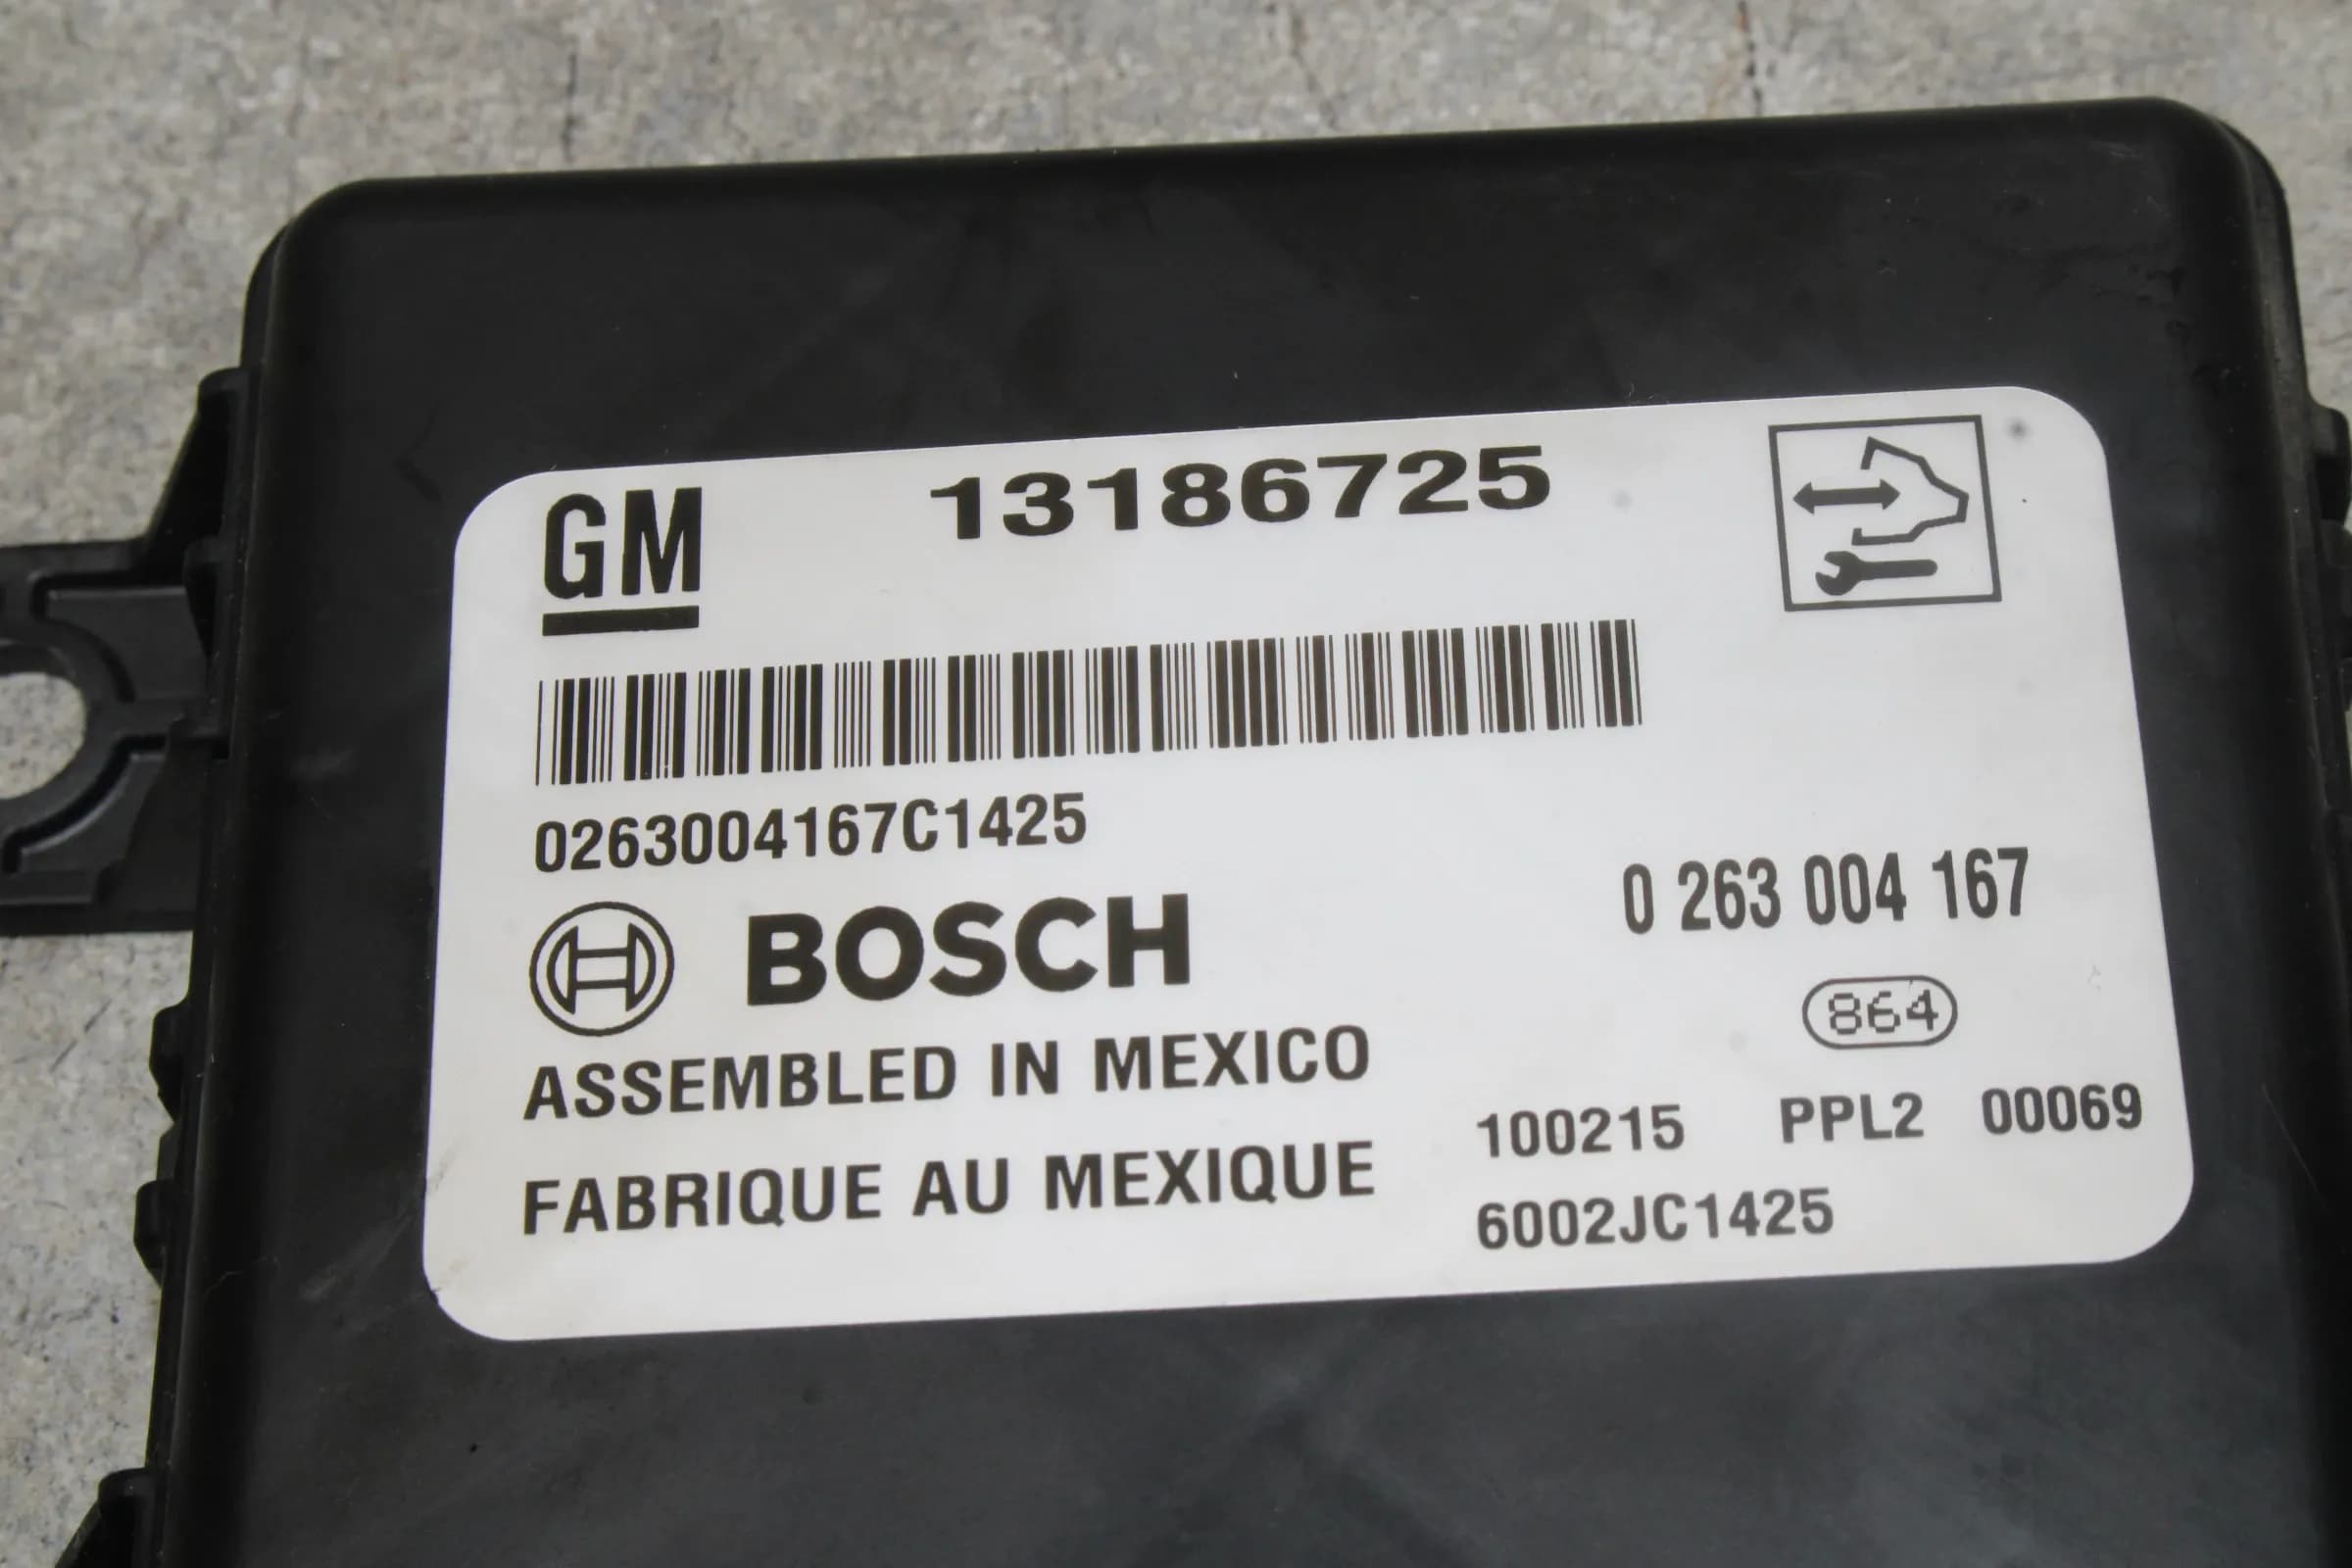 GM 13186725
0263004167C1425
0 263 004 167
BOSCH
864
ASSEMBLED IN MEXICO
100215 PPL2 00069
FABRIQUE AU MEXIQUE
6002JC1425